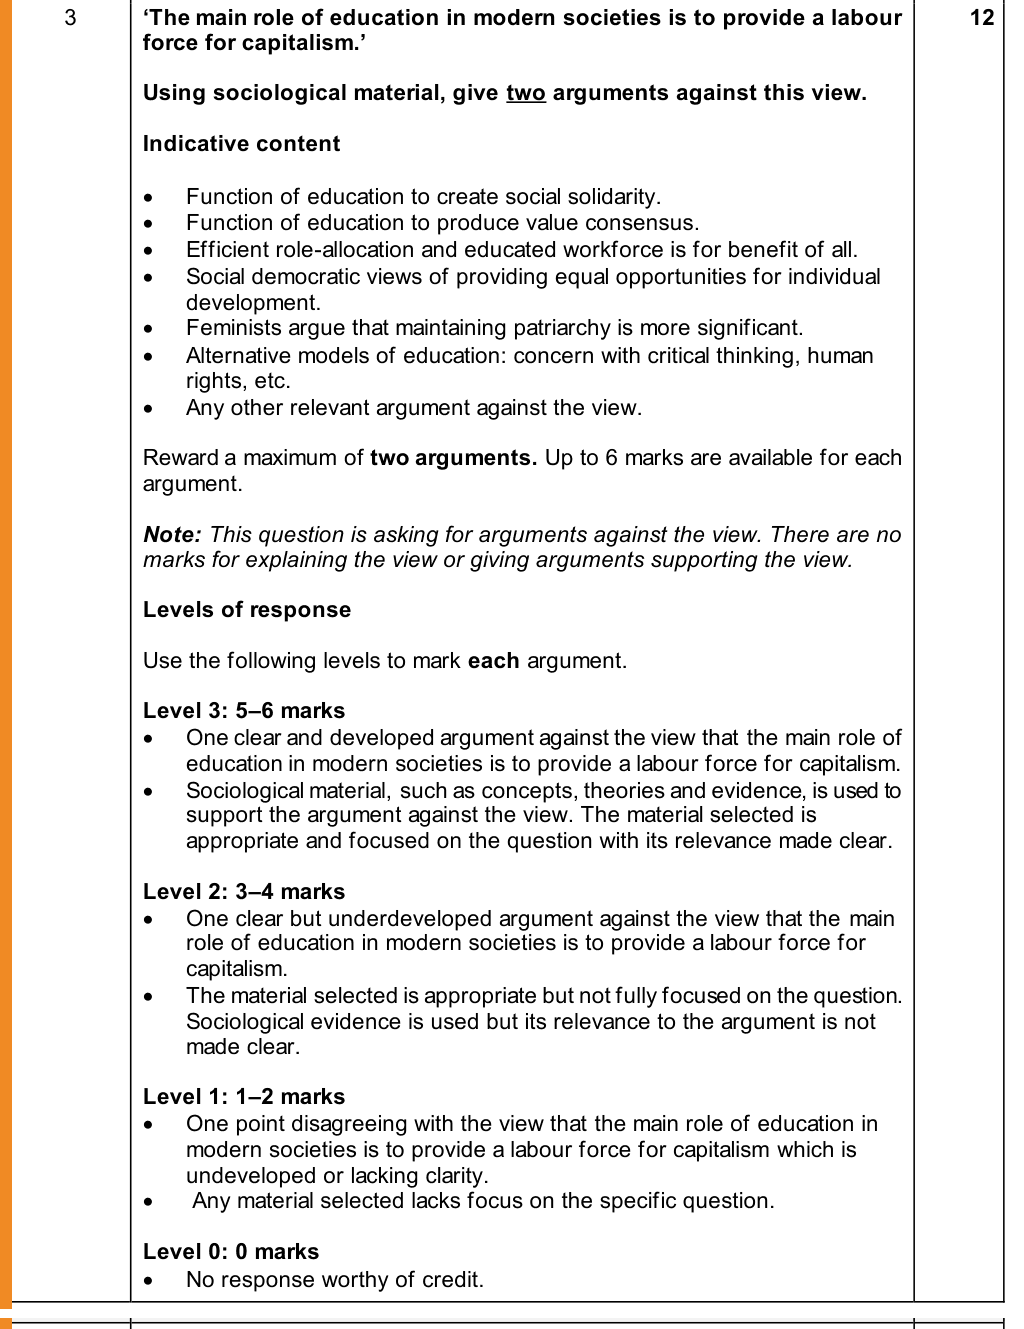 3 ‘The main role of education in modern societies is to provide a labour 12
force for capitalism.’
Using sociological material, give two arguments against this view.
Indicative content
• Function of education to create social solidarity.
• Function of education to produce value consensus.
• Efficient role-allocation and educated workforce is for benefit of all.
• Social democratic views of providing equal opportunities for individual
development.
• Feminists argue that maintaining patriarchy is more significant.
• Alternative models of education: concern with critical thinking, human
rights, etc.
• Any other relevant argument against the view.
Reward a maximum of two arguments. Up to 6 marks are available for each
argument.
Note: This question is asking for arguments against the view. There are no
marks for explaining the view or giving arguments supporting the view.
Levels of response
Use the following levels to mark each argument.
Level 3: 5–6 marks
• One clear and developed argument against the view that the main role of
education in modern societies is to provide a labour force for capitalism.
• Sociological material, such as concepts, theories and evidence, is used to
support the argument against the view. The material selected is
appropriate and focused on the question with its relevance made clear.
Level 2: 3–4 marks
• One clear but underdeveloped argument against the view that the main
role of education in modern societies is to provide a labour force for
capitalism.
• The material selected is appropriate but not fully focused on the question.
Sociological evidence is used but its relevance to the argument is not
made clear.
Level 1: 1–2 marks
• One point disagreeing with the view that the main role of education in
modern societies is to provide a labour force for capitalism which is
undeveloped or lacking clarity.
• Any material selected lacks focus on the specific question.
Level 0: 0 marks
• No response worthy of credit.